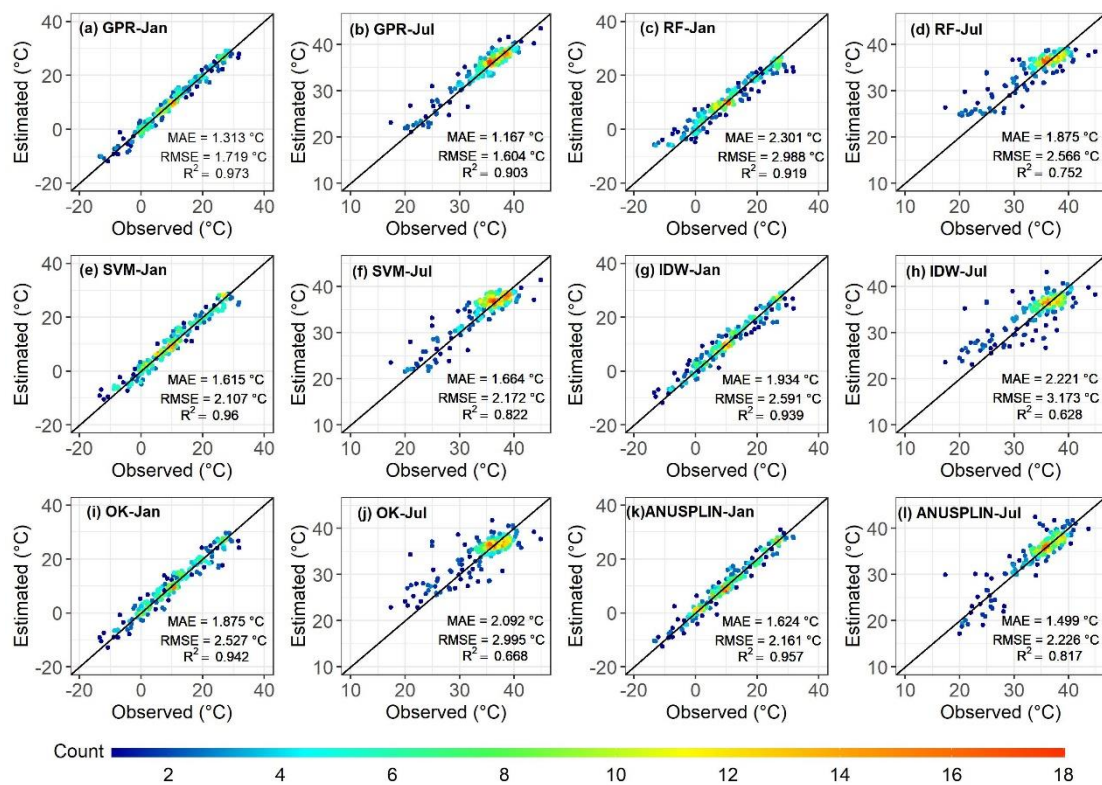 (a) GPR-Jan
40
20
0
-20
Estimated (°C)
MAE = 1.313 °C
RMSE = 1.719 °C
R² = 0.973
-20 0 20 40
Observed (°C)
(b) GPR-Jul
40
30
20
10
Estimated (°C)
MAE = 1.167 °C
RMSE = 1.604 °C
R² = 0.903
10 20 30 40
Observed (°C)
(c) RF-Jan
40
20
0
-20
Estimated (°C)
MAE = 2.301 °C
RMSE = 2.988 °C
R² = 0.919
-20 0 20 40
Observed (°C)
(d) RF-Jul
40
30
20
10
Estimated (°C)
MAE = 1.875 °C
RMSE = 2.566 °C
R² = 0.752
10 20 30 40
Observed (°C)
(e) SVM-Jan
40
20
0
-20
Estimated (°C)
MAE = 1.615 °C
RMSE = 2.107 °C
R² = 0.96
-20 0 20 40
Observed (°C)
(f) SVM-Jul
40
30
20
10
Estimated (°C)
MAE = 1.664 °C
RMSE = 2.172 °C
R² = 0.822
10 20 30 40
Observed (°C)
(g) IDW-Jan
40
20
0
-20
Estimated (°C)
MAE = 1.934 °C
RMSE = 2.591 °C
R² = 0.939
-20 0 20 40
Observed (°C)
(h) IDW-Jul
40
30
20
10
Estimated (°C)
MAE = 2.221 °C
RMSE = 3.173 °C
R² = 0.628
10 20 30 40
Observed (°C)
(i) OK-Jan
40
20
0
-20
Estimated (°C)
MAE = 1.875 °C
RMSE = 2.527 °C
R² = 0.942
-20 0 20 40
Observed (°C)
(j) OK-Jul
40
30
20
10
Estimated (°C)
MAE = 2.092 °C
RMSE = 2.995 °C
R² = 0.668
10 20 30 40
Observed (°C)
(k)ANUSPLIN-Jan
40
20
0
-20
Estimated (°C)
MAE = 1.624 °C
RMSE = 2.161 °C
R² = 0.957
-20 0 20 40
Observed (°C)
(l) ANUSPLIN-Jul
40
30
20
10
Estimated (°C)
MAE = 1.499 °C
RMSE = 2.226 °C
R² = 0.817
10 20 30 40
Observed (°C)
Count
2 4 6 8 10 12 14 16 18